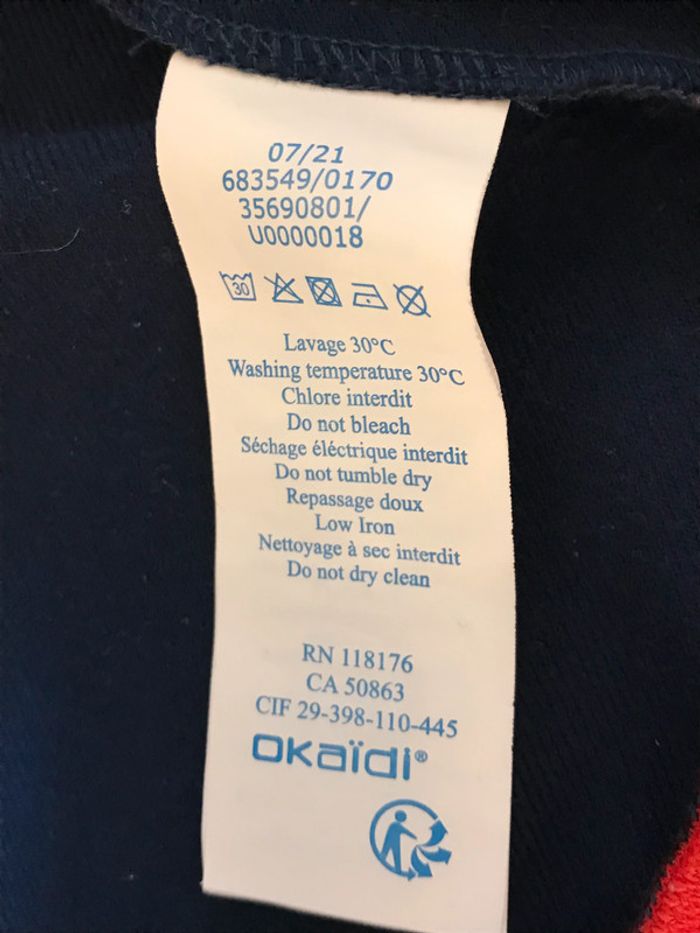 07/21
683549/0170
35690801/
U0000018
30
Lavage 30°C
Washing temperature 30°C
Chlore interdit
Do not bleach
Séchage éléctrique interdit
Do not tumble dry
Repassage doux
Low Iron
Nettoyage à sec interdit
Do not dry clean
RN 118176
CA 50863
CIF 29-398-110-445
okaïdi®